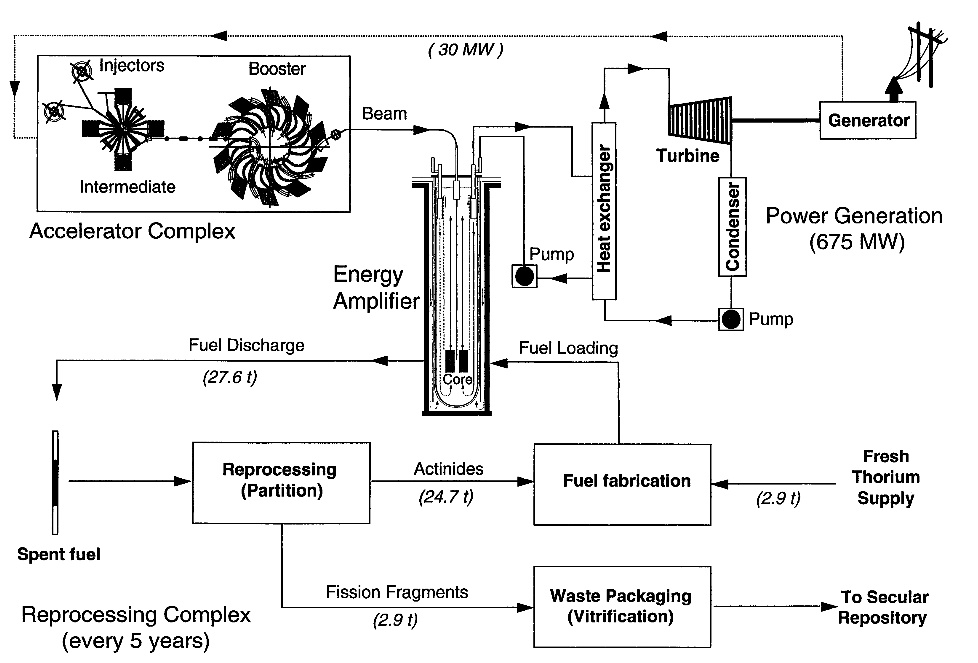 ( 30 MW )
Injectors
Booster
Intermediate
Accelerator Complex
Beam
Energy
Amplifier
Core
Pump
Heat exchanger
Turbine
Generator
Condenser
Power Generation
(675 MW)
Pump
Fuel Discharge
(27.6 t)
Fuel Loading
Spent fuel
Reprocessing
(Partition)
Actinides
(24.7 t)
Fuel fabrication
(2.9 t)
Fresh
Thorium
Supply
Fission Fragments
(2.9 t)
Waste Packaging
(Vitrification)
To Secular
Repository
Reprocessing Complex
(every 5 years)